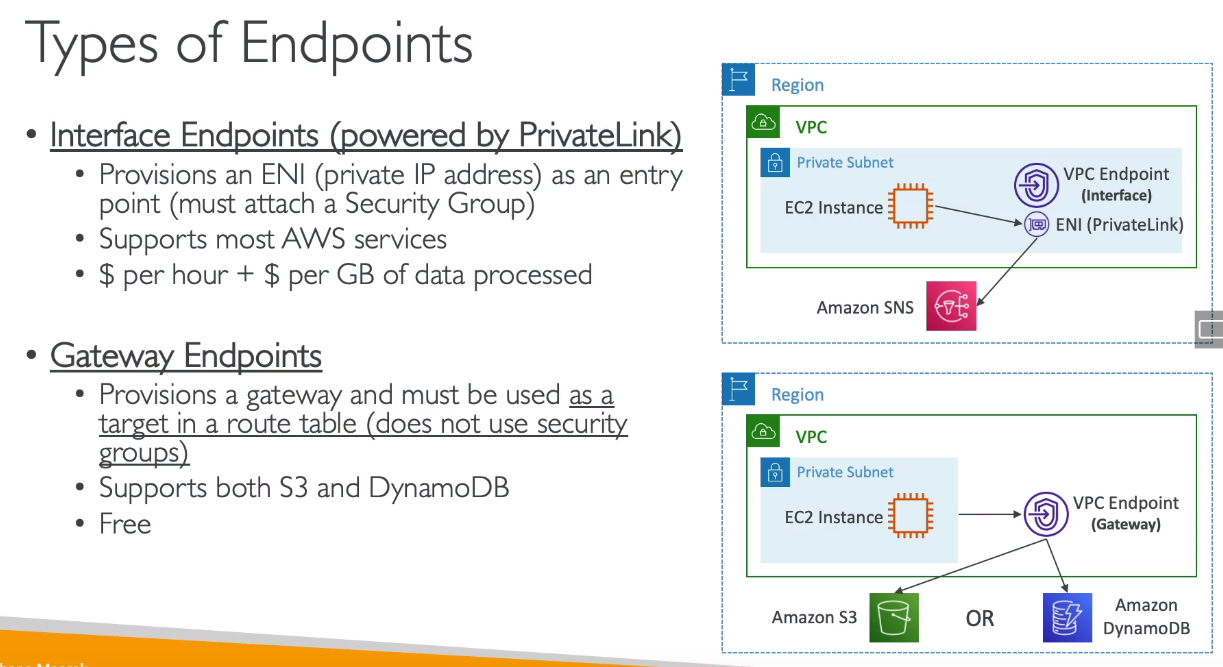 Types of Endpoints
• Interface Endpoints (powered by PrivateLink)
• Provisions an ENI (private IP address) as an entry
point (must attach a Security Group)
• Supports most AWS services
• $ per hour + $ per GB of data processed
• Gateway Endpoints
• Provisions a gateway and must be used as a
target in a route table (does not use security
groups)
• Supports both S3 and DynamoDB
• Free
Region
VPC
Private Subnet
EC2 Instance
VPC Endpoint
(Interface)
ENI (PrivateLink)
Amazon SNS
Region
VPC
Private Subnet
EC2 Instance
VPC Endpoint
(Gateway)
Amazon S3
OR
Amazon
DynamoDB